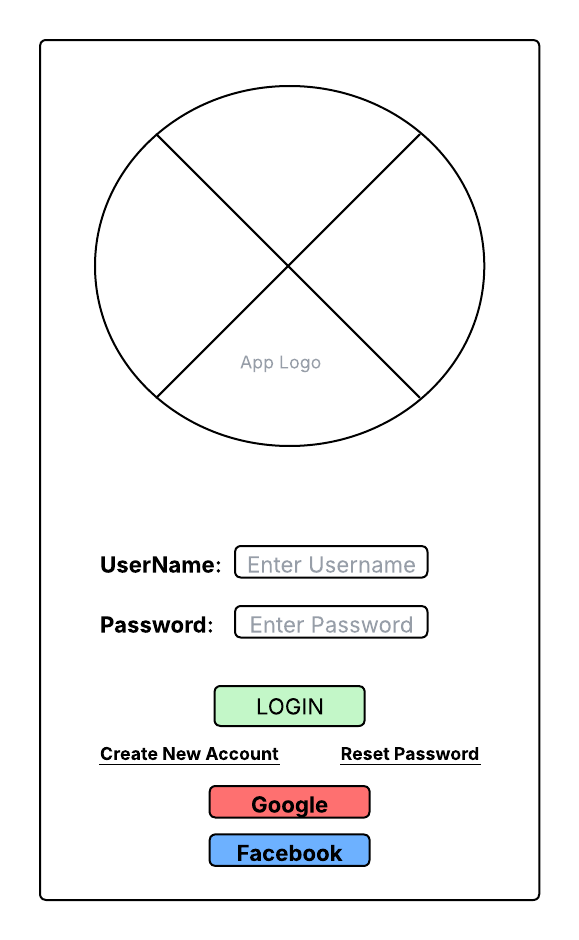 App Logo
UserName: Enter Username
Password: Enter Password
LOGIN
Create New Account Reset Password
Google
Facebook